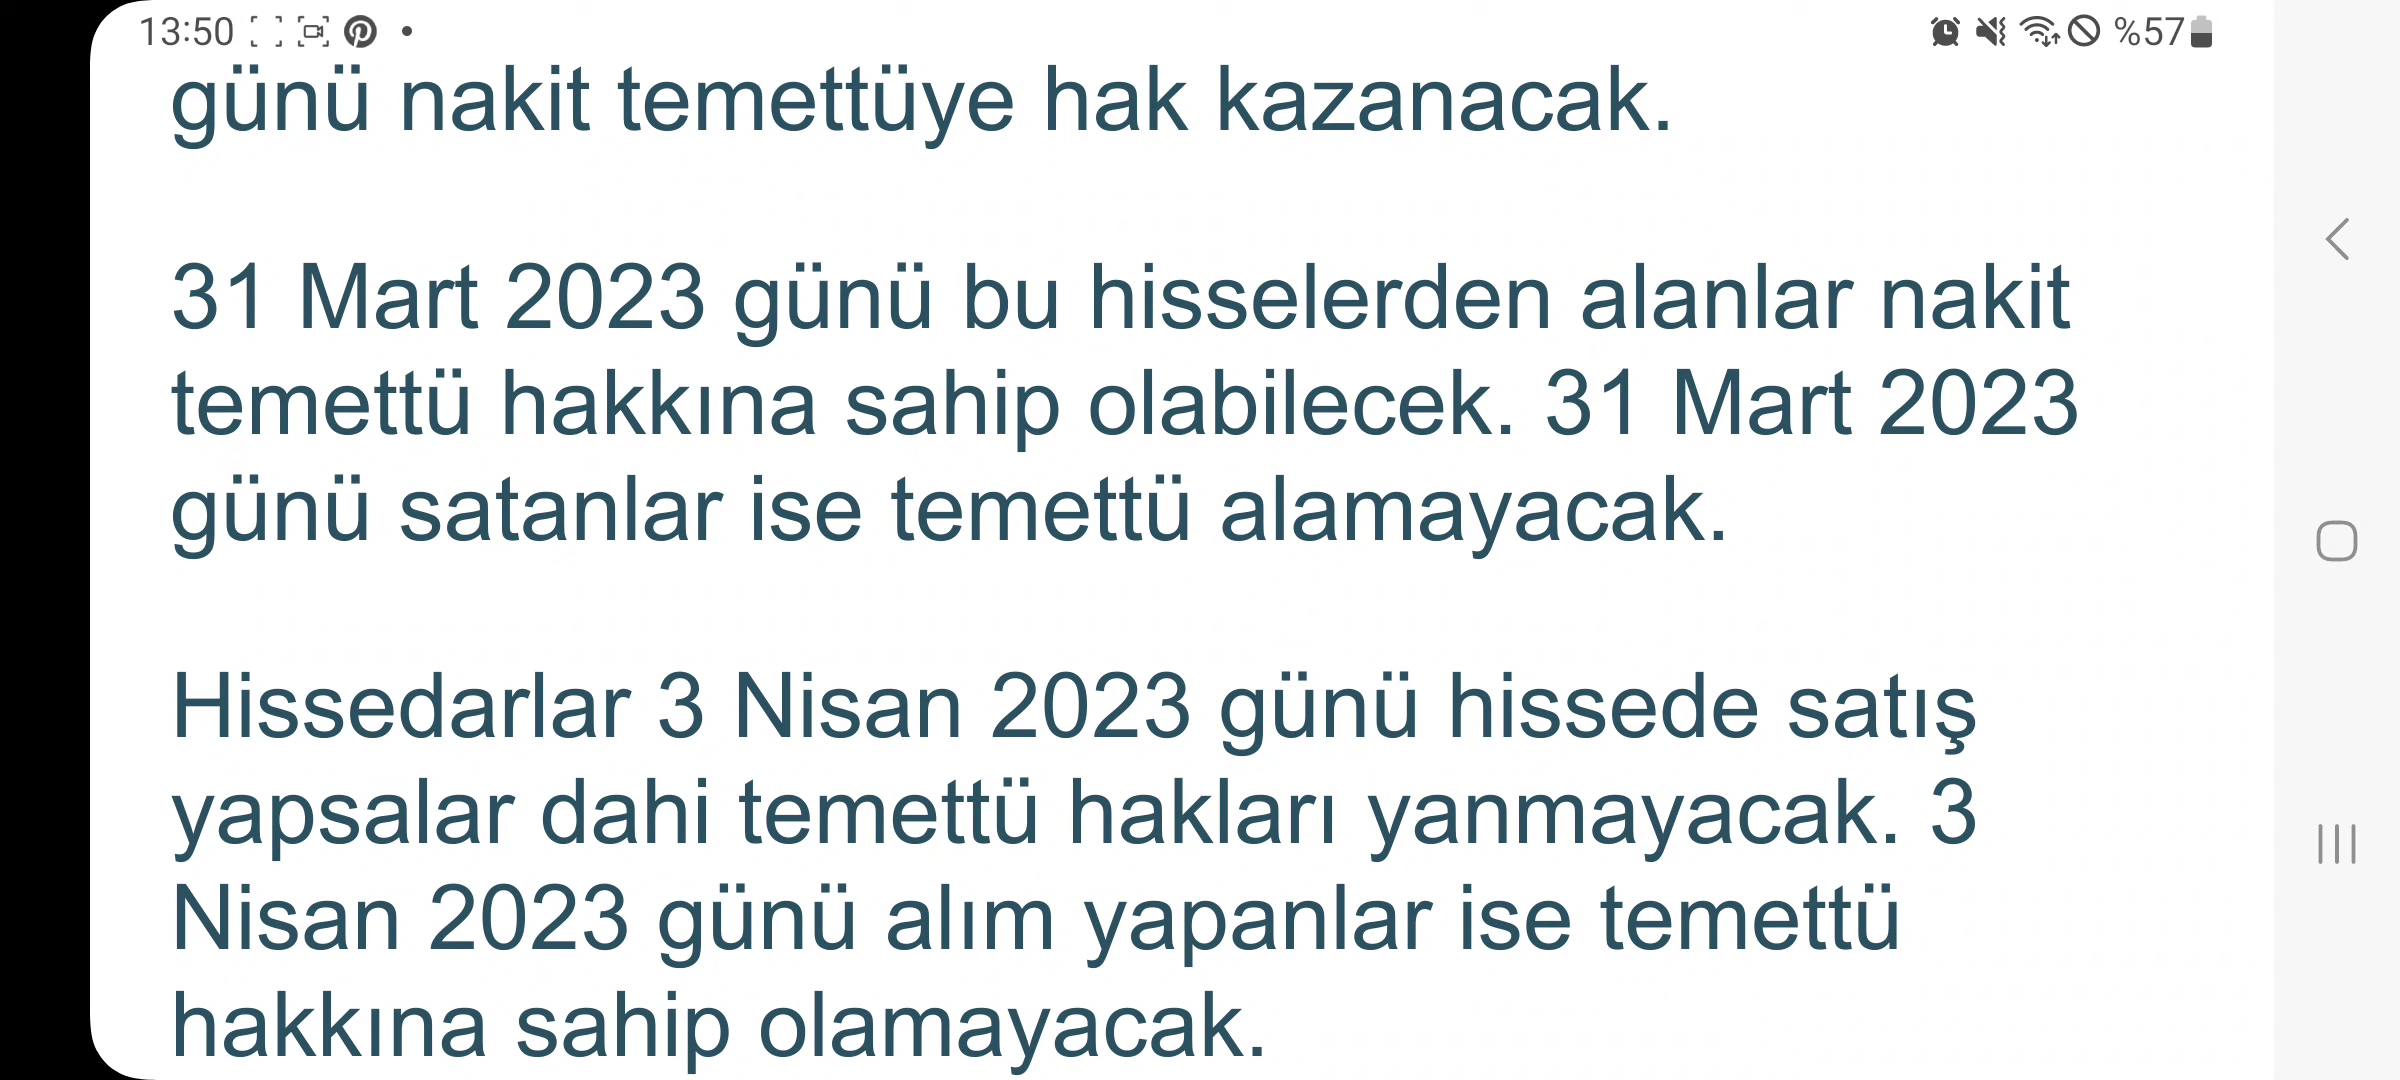 13:50 %57
günü nakit temettüye hak kazanacak.
31 Mart 2023 günü bu hisselerden alanlar nakit
temettü hakkına sahip olabilecek. 31 Mart 2023
günü satanlar ise temettü alamayacak.
Hissedarlar 3 Nisan 2023 günü hissede satış
yapsalar dahi temettü hakları yanmayacak. 3
Nisan 2023 günü alım yapanlar ise temettü
hakkına sahip olamayacak.